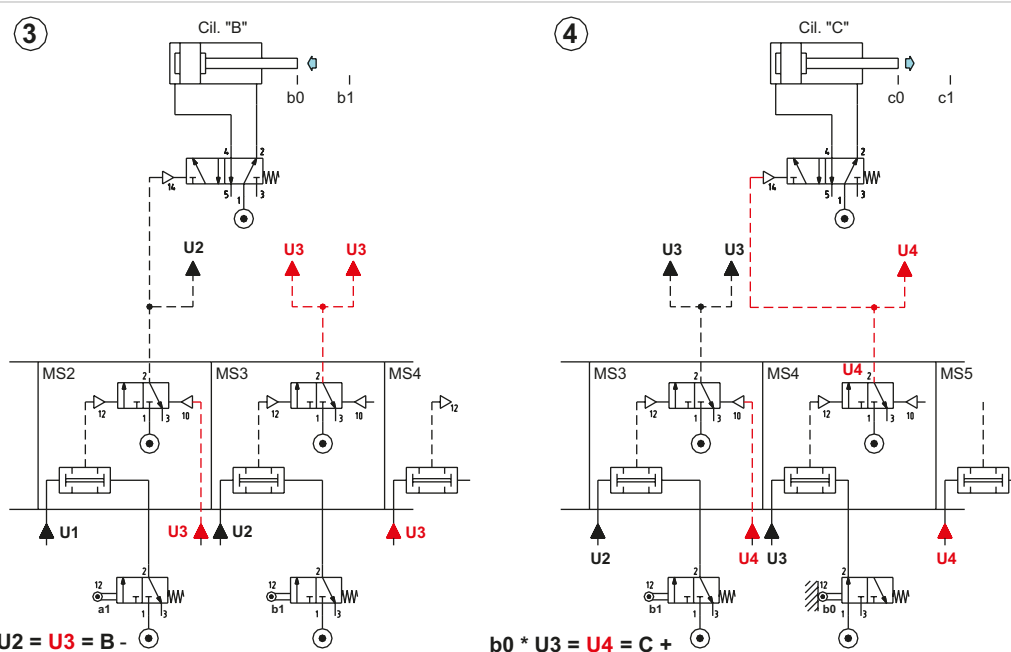 3
Cil. "B"
b0 b1
4 2
14
5 1 3
U2 U3 U3
MS2 MS3 MS4
2 2
12 1 3 10 12 1 3 10 12
U1 U3 U2 U3
2 2
12 12
a1 b1
1 3 1 3
U2 = U3 = B -
4
Cil. "C"
c0 c1
4 2
14
5 1 3
U3 U3 U4
MS3 MS4 MS5
2 U4 2
12 1 3 10 12 1 3 10 12
U2 U4 U3 U4
2 2
12 12
b1 b0
1 3 1 3
b0 * U3 = U4 = C +